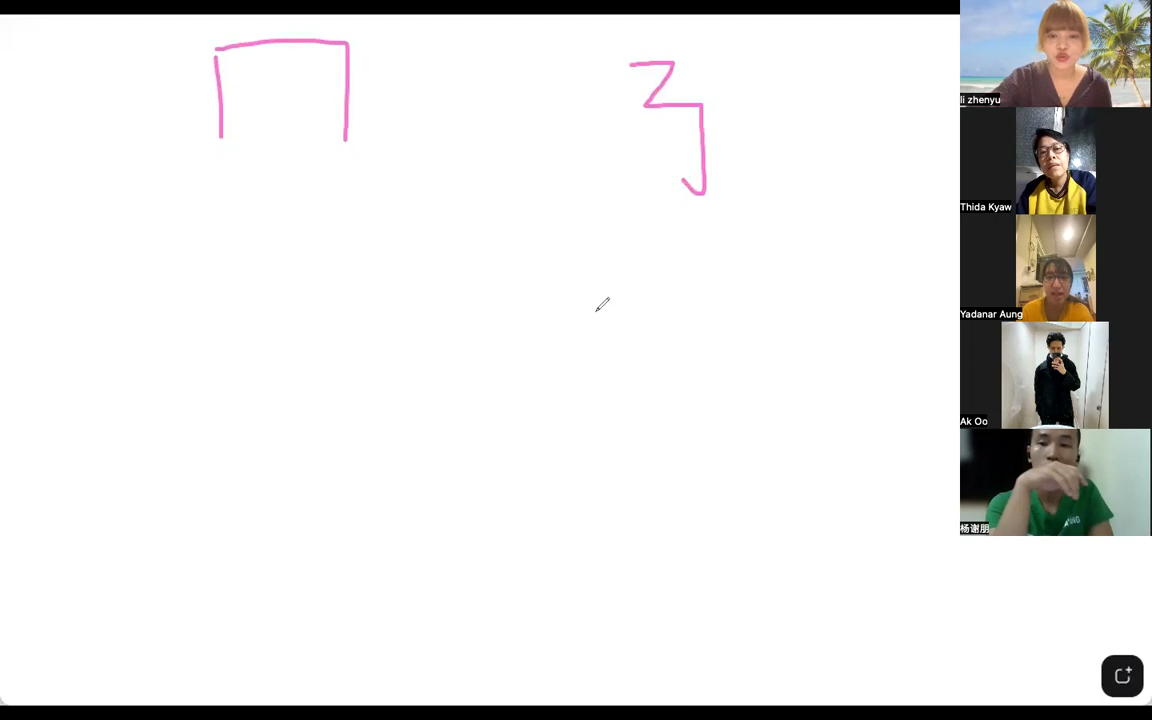 li zhenyu
Thida Kyaw
Yadanar Aung
Ak Oo
杨谢朋